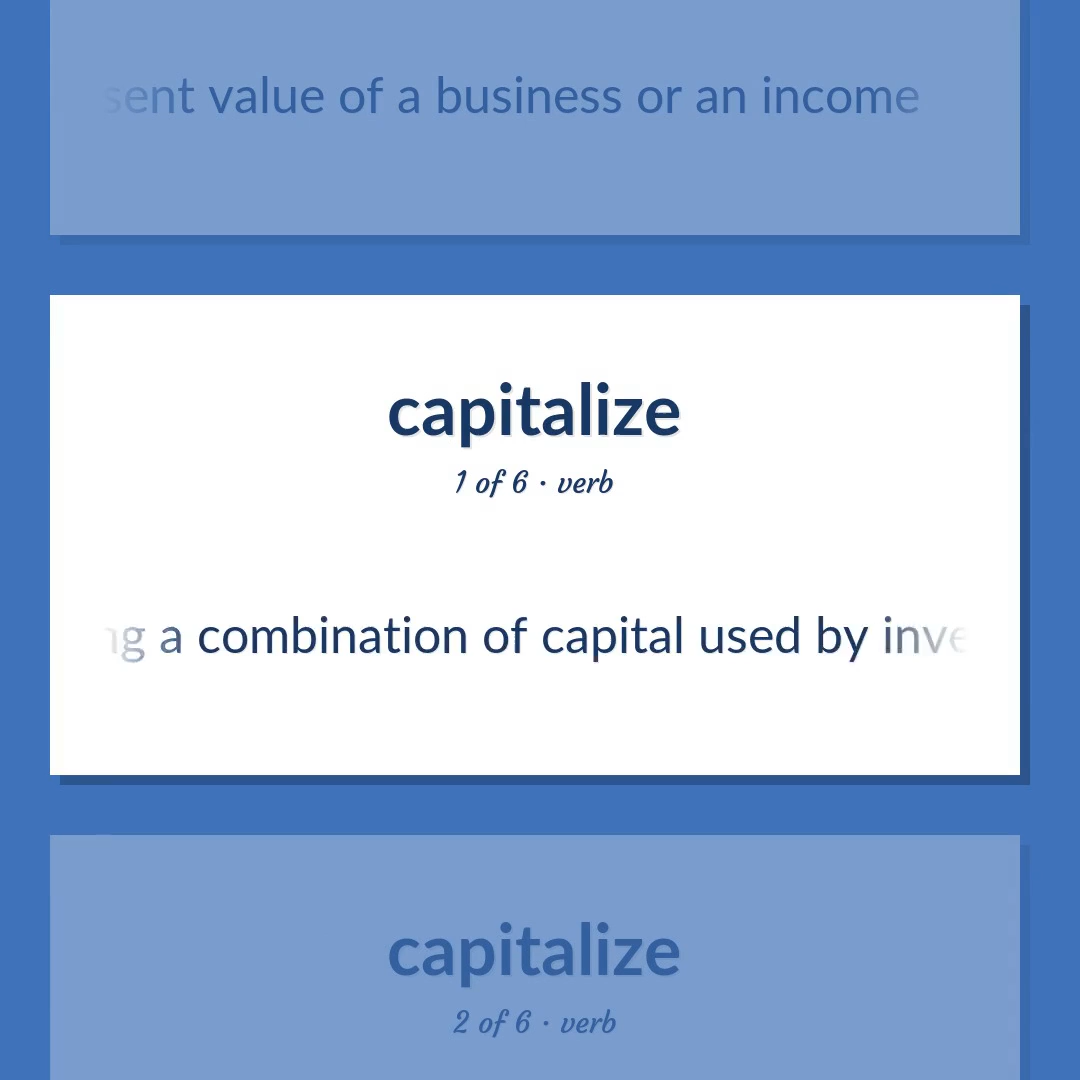 sent value of a business or an income
capitalize
1 of 6 · verb
a combination of capital used by
capitalize
2 of 6 · verb